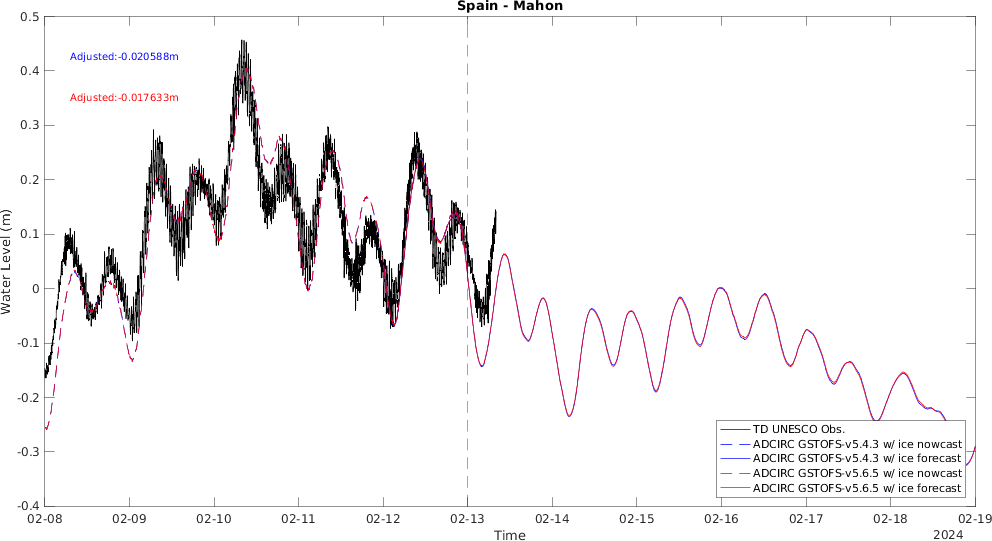 Spain - Mahon
Adjusted:-0.020588m
Adjusted:-0.017633m
0.5
0.4
0.3
0.2
0.1
0
-0.1
-0.2
-0.3
-0.4
Water Level (m)
TD UNESCO Obs.
ADCIRC GSTOFS-v5.4.3 w/ ice nowcast
ADCIRC GSTOFS-v5.4.3 w/ ice forecast
ADCIRC GSTOFS-v5.6.5 w/ ice nowcast
ADCIRC GSTOFS-v5.6.5 w/ ice forecast
02-08 02-09 02-10 02-11 02-12 02-13 02-14 02-15 02-16 02-17 02-18 02-19
Time
2024